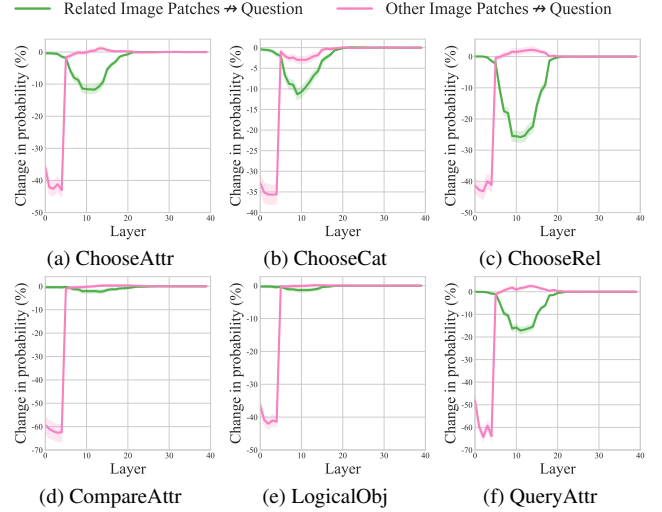 Related Image Patches ↛ Question Other Image Patches ↛ Question
Change in probability (%)
0
-10
-20
-30
-40
-50
0 10 20 30 40
Layer
(a) ChooseAttr
Change in probability (%)
0
-5
-10
-15
-20
-25
-30
-35
-40
0 10 20 30 40
Layer
(b) ChooseCat
Change in probability (%)
0
-10
-20
-30
-40
-50
0 10 20 30 40
Layer
(c) ChooseRel
Change in probability (%)
0
-10
-20
-30
-40
-50
-60
-70
0 10 20 30 40
Layer
(d) CompareAttr
Change in probability (%)
0
-10
-20
-30
-40
-50
0 10 20 30 40
Layer
(e) LogicalObj
Change in probability (%)
0
-10
-20
-30
-40
-50
-60
-70
0 10 20 30 40
Layer
(f) QueryAttr